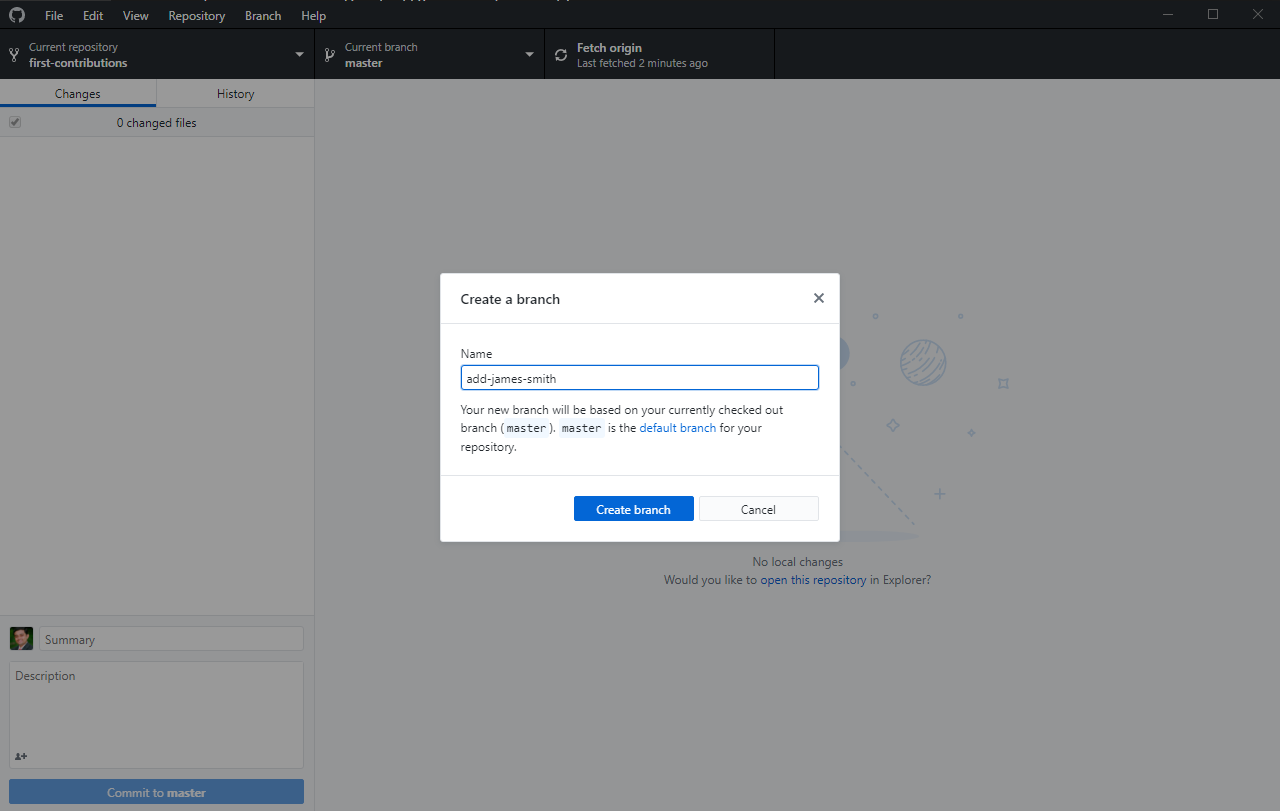 File Edit View Repository Branch Help
Current repository
first-contributions
Current branch
master
Fetch origin
Last fetched 2 minutes ago
Changes History
0 changed files
Create a branch
Name
add-james-smith
Your new branch will be based on your currently checked out
branch (master). master is the default branch for your
repository.
Create branch Cancel
No local changes
Would you like to open this repository in Explorer?
Summary
Description
Commit to master